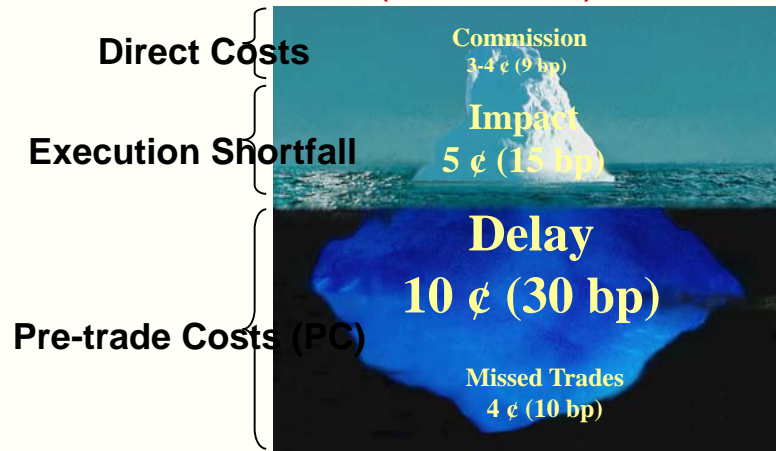 Direct Costs
Commission
3-4 ¢ (9 bp)
Execution Shortfall
Impact
5 ¢ (15 bp)
Pre-trade Costs (PC)
Delay
10 ¢ (30 bp)
Missed Trades
4 ¢ (10 bp)